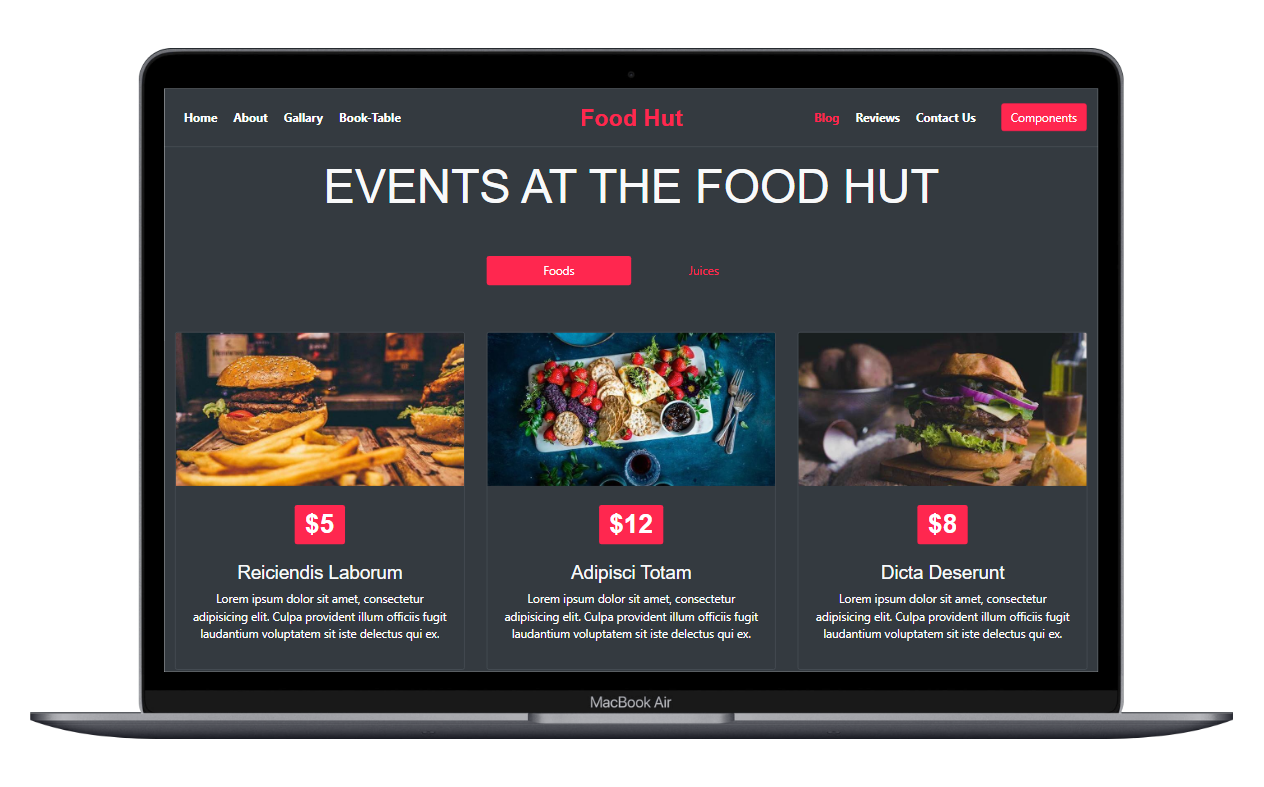 Home About Gallary Book-Table Food Hut Blog Reviews Contact Us Components
EVENTS AT THE FOOD HUT
Foods Juices
$5 $12 $8
Reiciendis Laborum Adipisci Totam Dicta Deserunt
Lorem ipsum dolor sit amet, consectetur Lorem ipsum dolor sit amet, consectetur Lorem ipsum dolor sit amet, consectetur
adipisicing elit. Culpa provident illum officiis fugit adipisicing elit. Culpa provident illum officiis fugit adipisicing elit. Culpa provident illum officiis fugit
laudantium voluptatem sit iste delectus qui ex. laudantium voluptatem sit iste delectus qui ex. laudantium voluptatem sit iste delectus qui ex.
MacBook Air